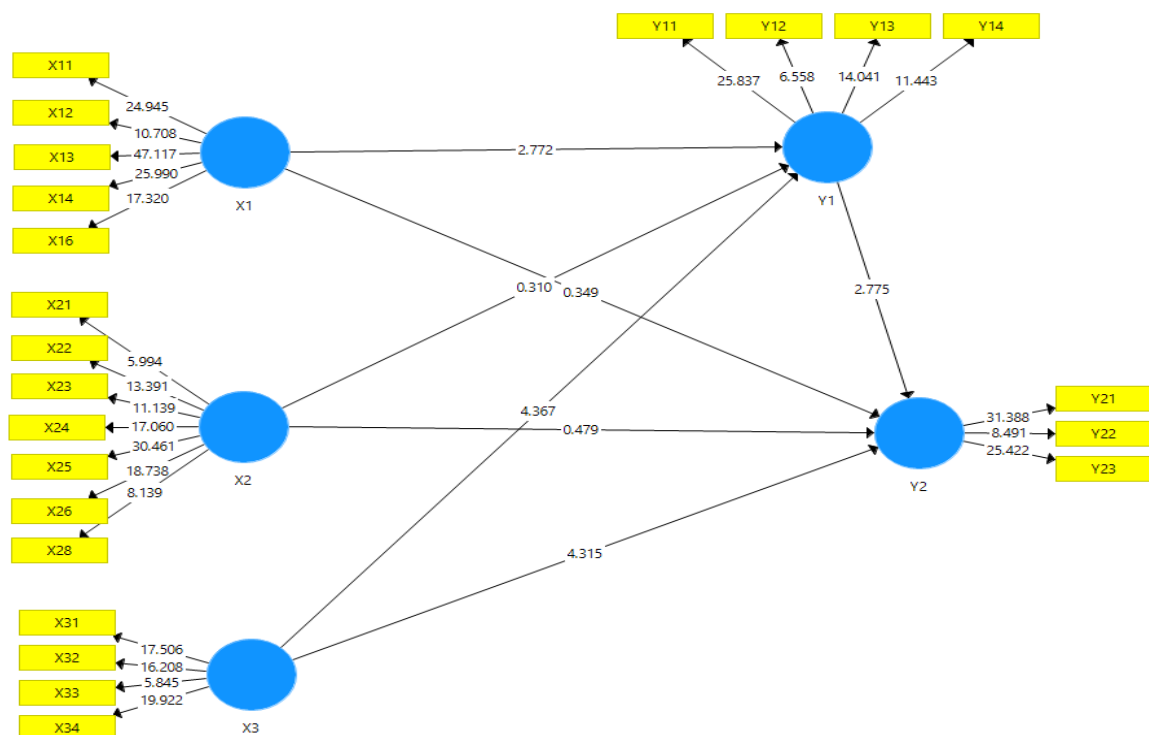 Y11
Y12
Y13
Y14
25.837
6.558
14.041
11.443
Y1
X11
X12
X13
X14
X16
24.945
10.708
47.117
25.990
17.320
X1
2.772
0.310
0.349
2.775
X21
X22
X23
X24
X25
X26
X28
5.994
13.391
11.139
17.060
30.461
18.738
8.139
X2
4.367
0.479
4.315
Y21
Y22
Y23
31.388
8.491
25.422
Y2
X31
X32
X33
X34
17.506
16.208
5.845
19.922
X3